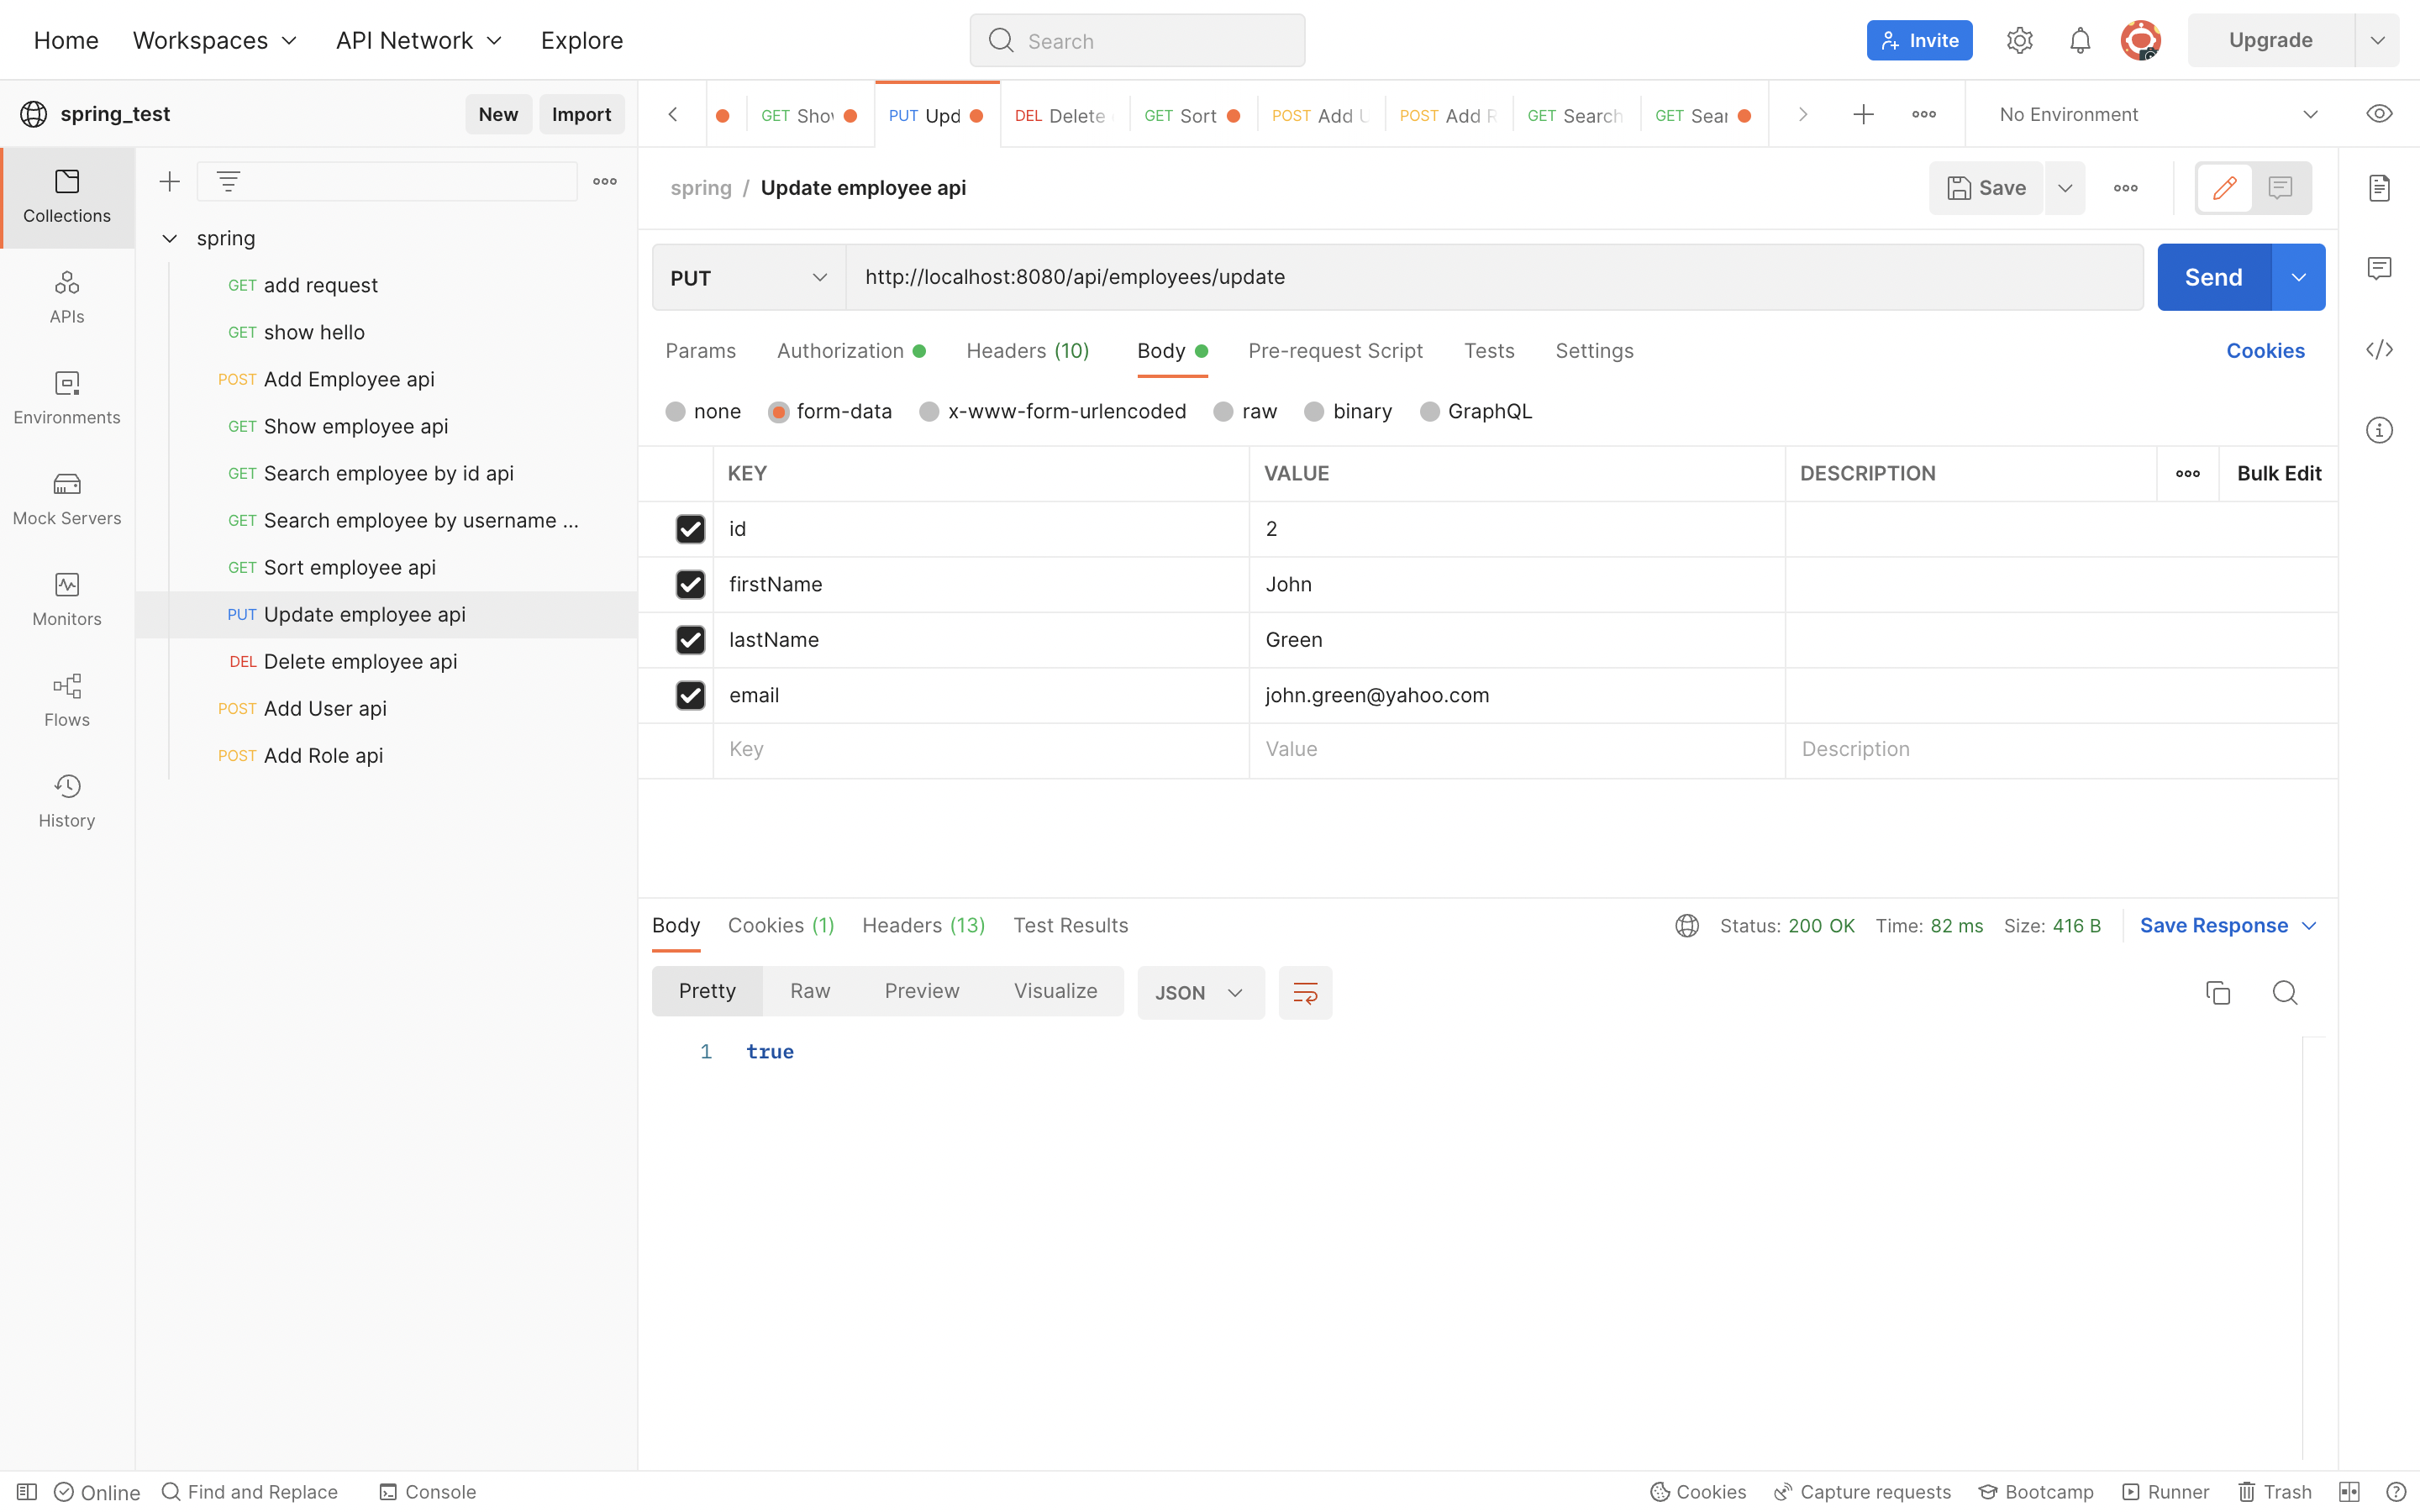 Home Workspaces API Network Explore Search Invite Upgrade
spring_test New Import
GET Shov PUT Upd DEL Delete GET Sort POST Add U POST Add R GET Search GET Sear No Environment
Collections
APIs
Environments
Mock Servers
Monitors
Flows
History
spring
GET add request
GET show hello
POST Add Employee api
GET Show employee api
GET Search employee by id api
GET Search employee by username ...
GET Sort employee api
PUT Update employee api
DEL Delete employee api
POST Add User api
POST Add Role api
spring / Update employee api Save
PUT http://localhost:8080/api/employees/update Send
Params Authorization Headers (10) Body Pre-request Script Tests Settings Cookies
none form-data x-www-form-urlencoded raw binary GraphQL
KEY VALUE DESCRIPTION Bulk Edit
id 2
firstName John
lastName Green
email john.green@yahoo.com
Key Value Description
Body Cookies (1) Headers (13) Test Results Status: 200 OK Time: 82 ms Size: 416 B Save Response
Pretty Raw Preview Visualize JSON
1 true
Online Find and Replace Console Cookies Capture requests Bootcamp Runner Trash